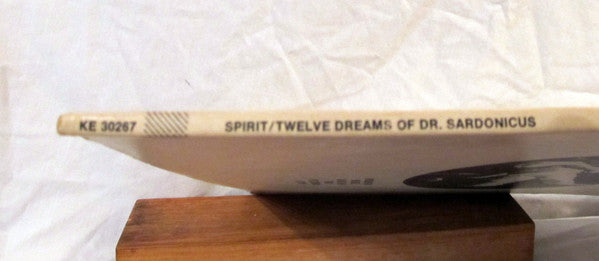 KE 30267 SPIRIT/TWELVE DREAMS OF DR. SARDONICUS